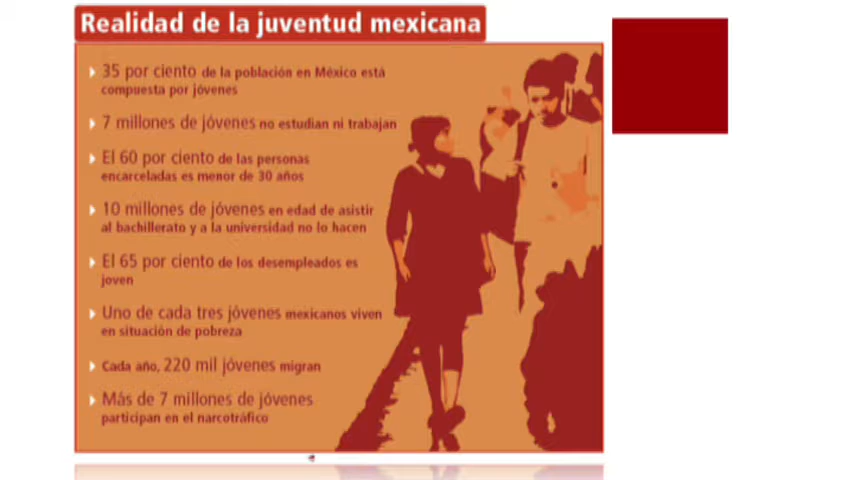 Realidad de la juventud mexicana
35 por ciento de la población en México está
compuesta por jóvenes
7 millones de jóvenes no estudian ni trabajan
El 60 por ciento de las personas
encarceladas es menor de 30 años
10 millones de jóvenes en edad de asistir
al bachillerato y a la universidad no lo hacen
El 65 por ciento de los desempleados es
joven
Uno de cada tres jóvenes mexicanos viven
en situación de pobreza
Cada año, 220 mil jóvenes migran
Más de 7 millones de jóvenes
participan en el narcotráfico